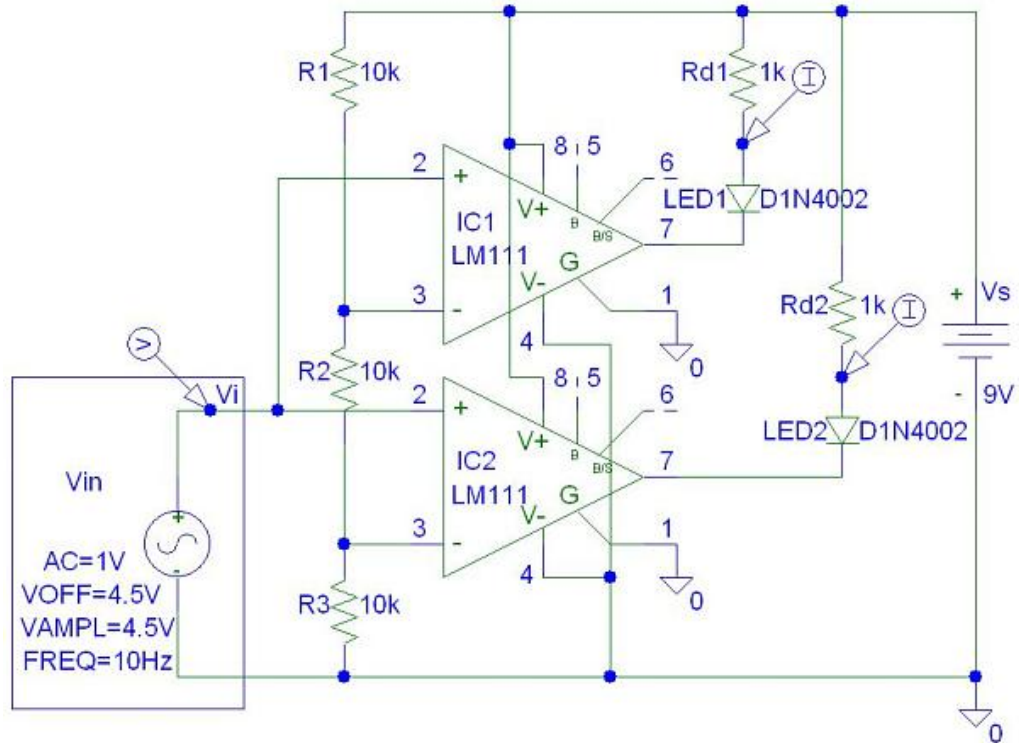 R1 10k
Rd1 1k I
2 + 8 5 6
V+ B B/S
LED1 D1N4002
IC1
LM111
7
G
V-
3 - 1
4
0
Rd2 1k I
+ Vs
- 9V
V
R2 10k
Vi
2 + 8 5 6
V+ B B/S
LED2 D1N4002
IC2
LM111
7
G
V-
3 - 1
4
0
Vin
+
-
AC=1V
VOFF=4.5V
VAMPL=4.5V
FREQ=10Hz
R3 10k
0